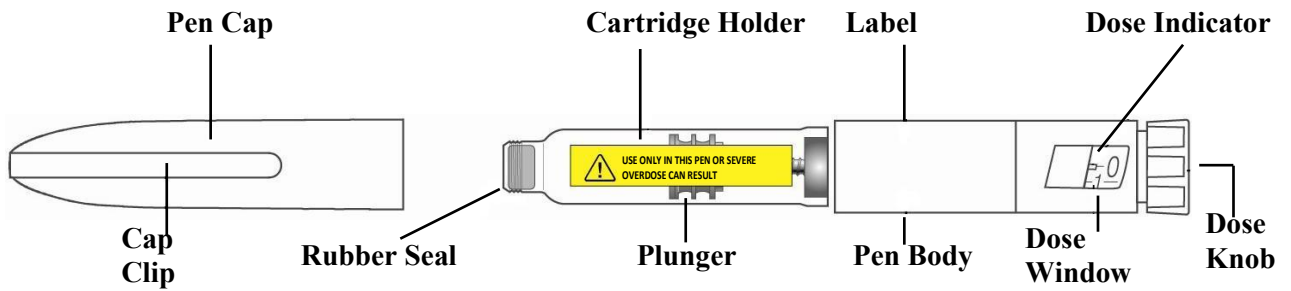 Pen Cap
Cartridge Holder
Label
Dose Indicator
USE ONLY IN THIS PEN OR SEVERE
OVERDOSE CAN RESULT
0
1
Cap
Clip
Rubber Seal
Plunger
Pen Body
Dose
Window
Dose
Knob